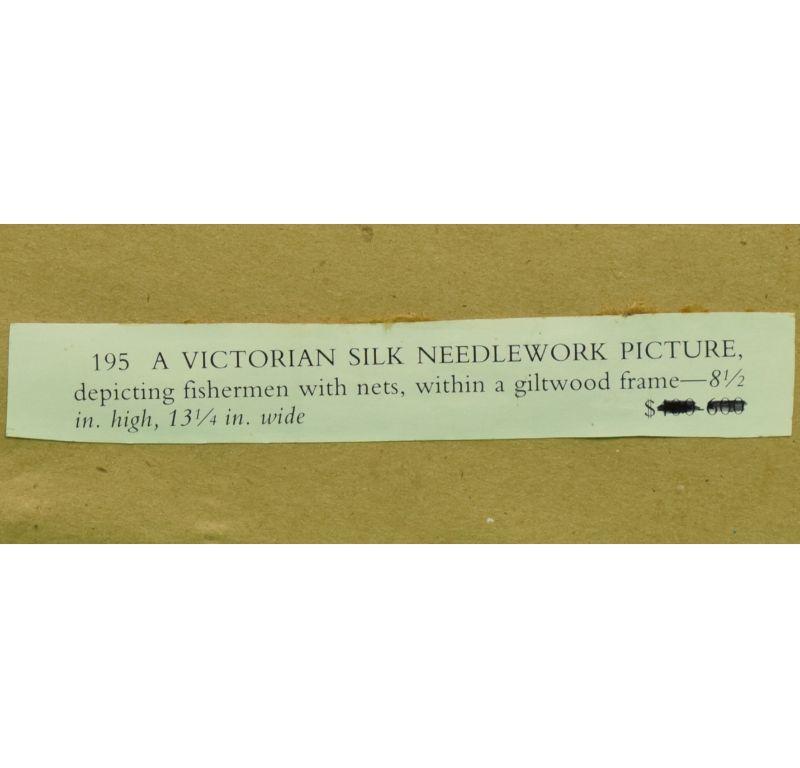 195 A VICTORIAN SILK NEEDLEWORK PICTURE,
depicting fishermen with nets, within a giltwood frame—8½
in. high, 13¼ in. wide $